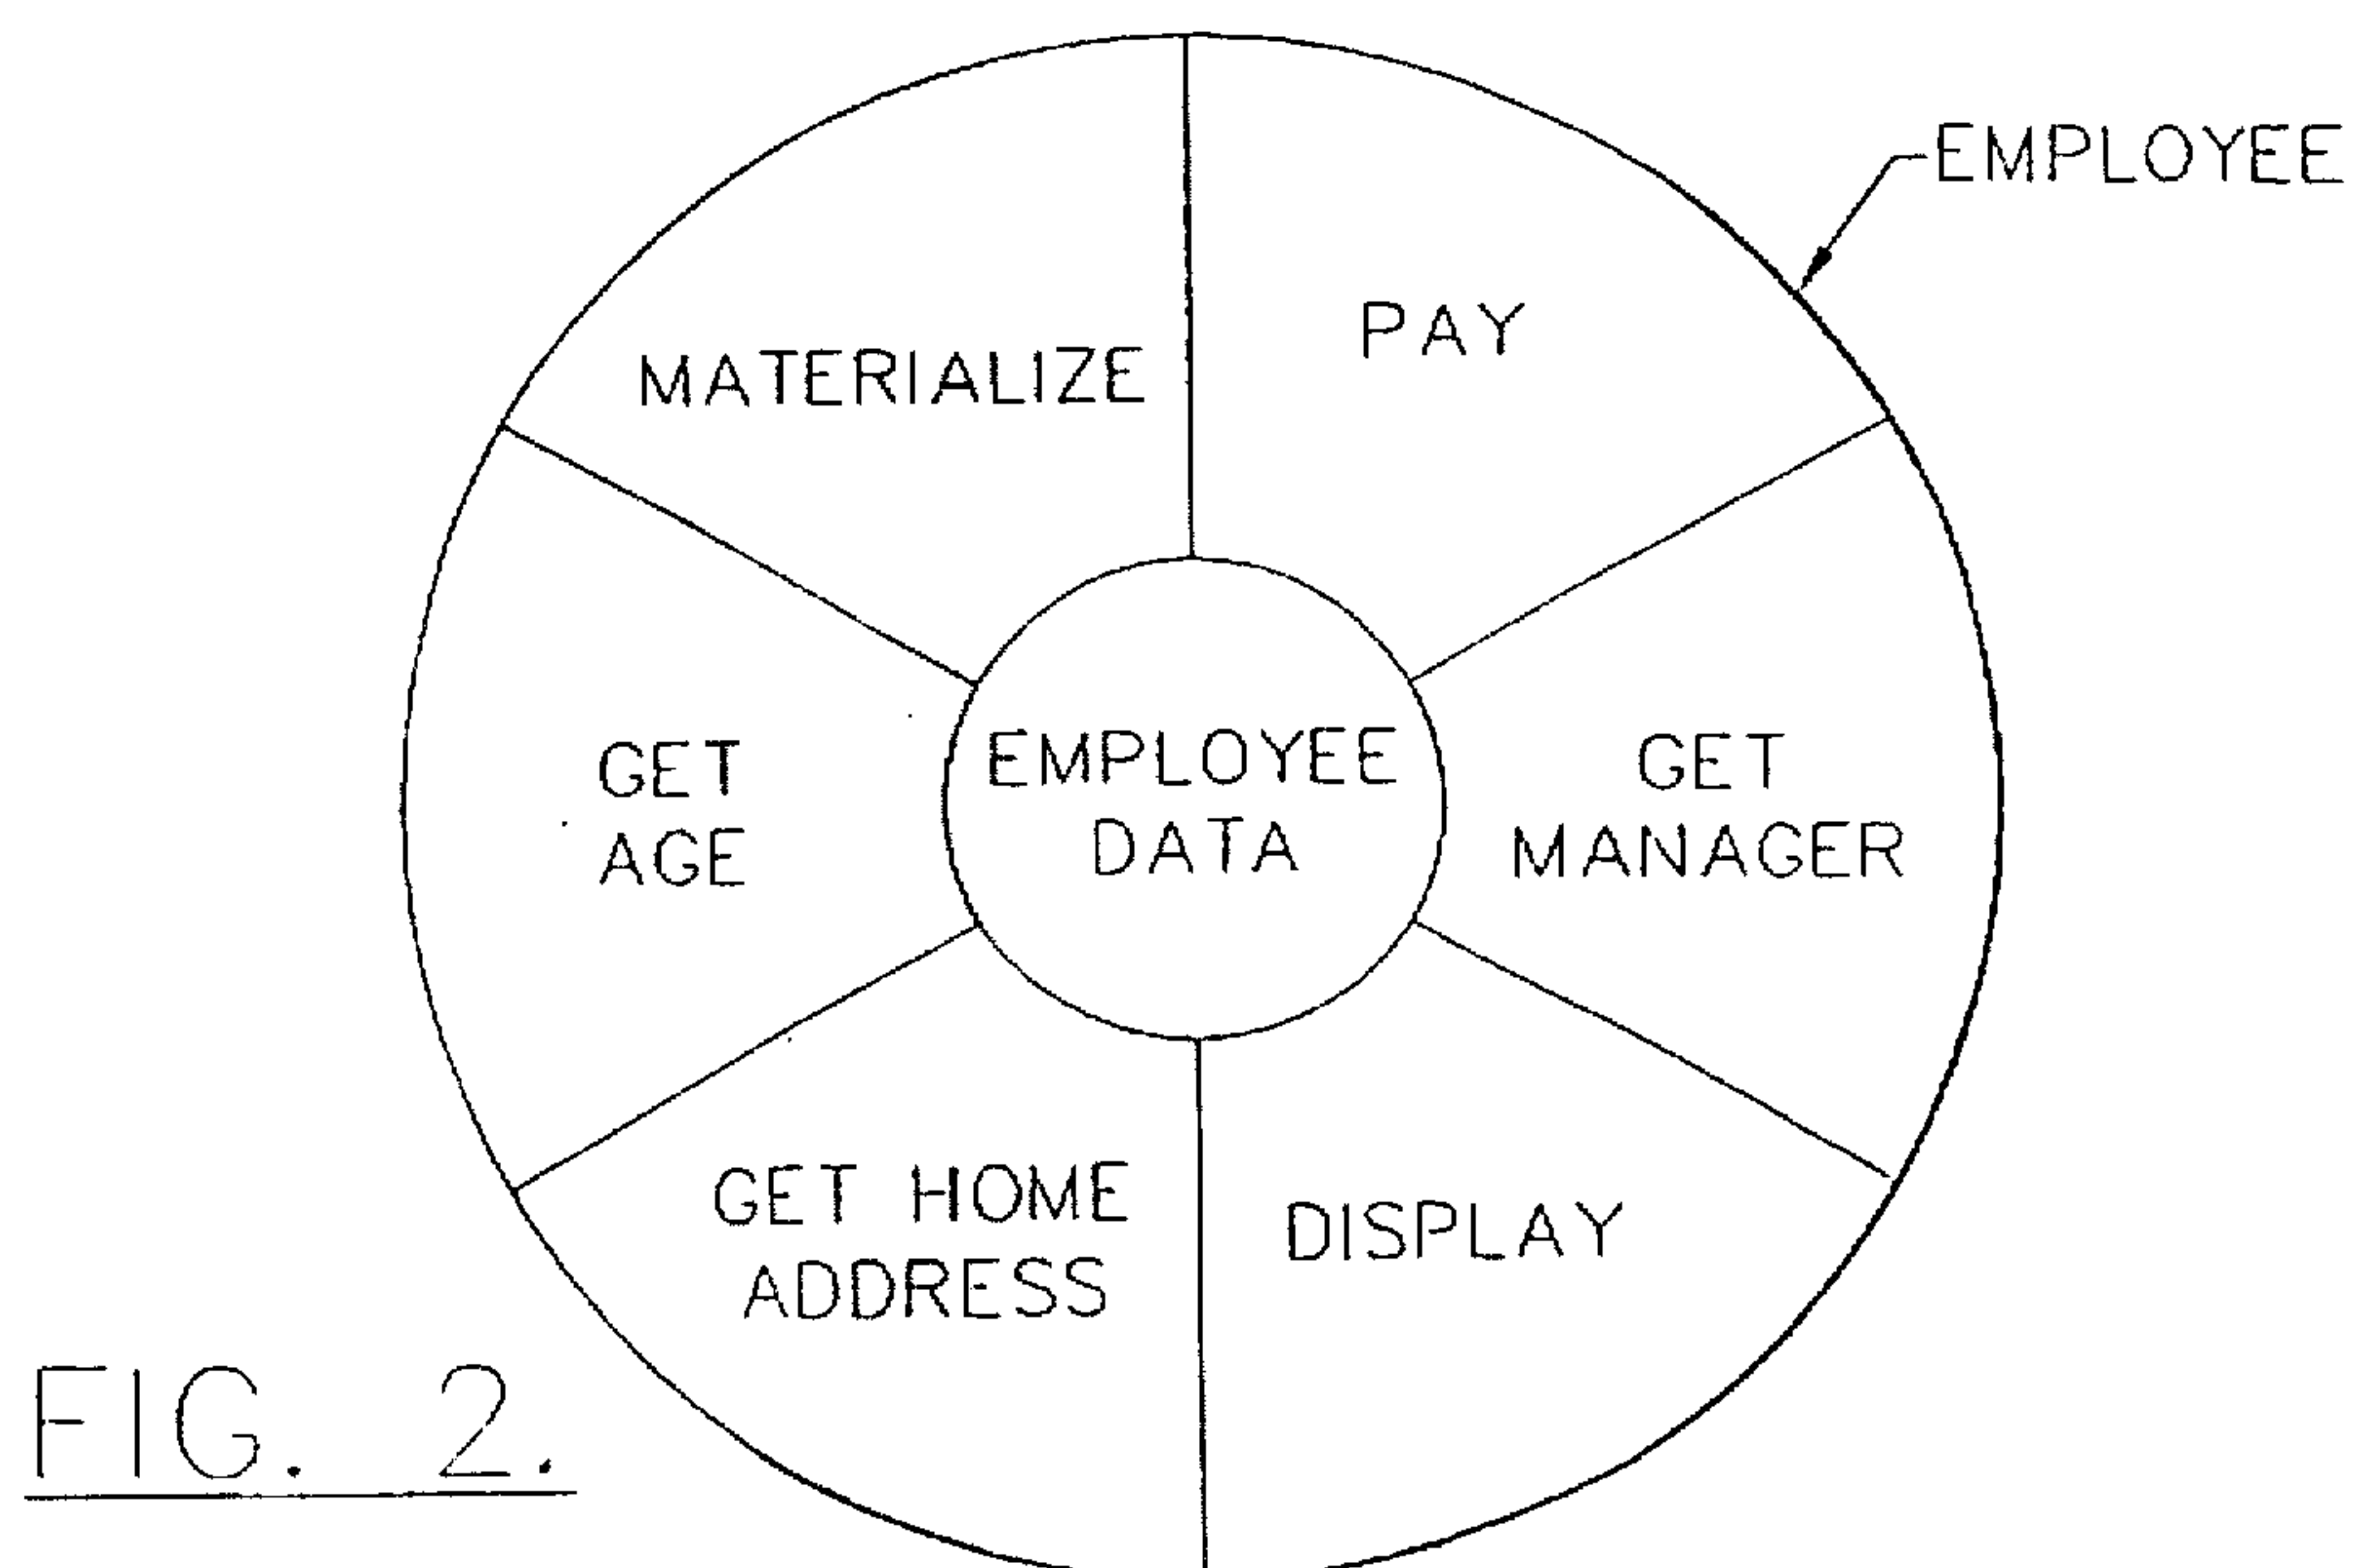 EMPLOYEE
PAY
MATERIALIZE
GET
AGE
EMPLOYEE
DATA
GET
MANAGER
GET HOME
ADDRESS
DISPLAY
FIG. 2.